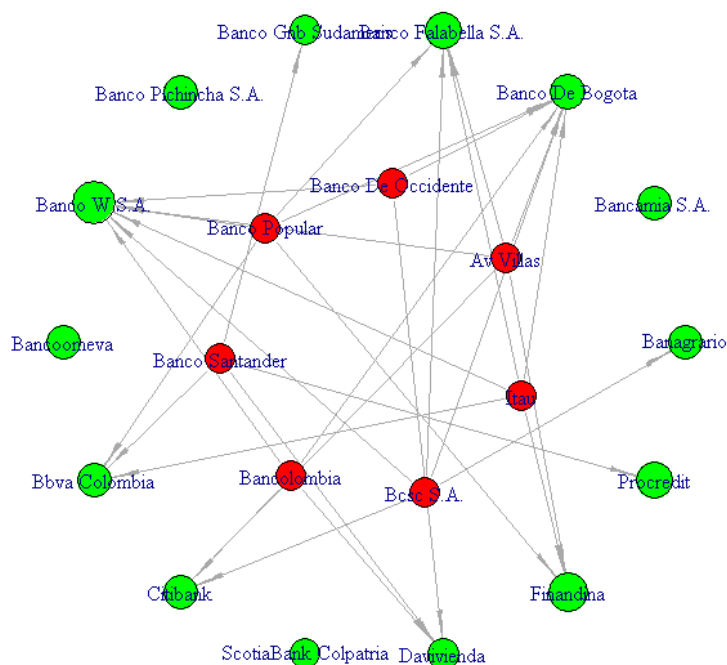 Banco Gnb Sudameris
Banco Falabella S.A.
Banco Pichincha S.A.
Banco De Bogota
Banco De Occidente
Banco W S.A.
Banco Popular
Bancamia S.A.
Av Villas
Bancoomeva
Banco Santander
Banagrario
Itau
Bbva Colombia
Bancolombia
Bcsc S.A.
Procredit
Citibank
Finandina
ScotiaBank Colpatria
Davivienda